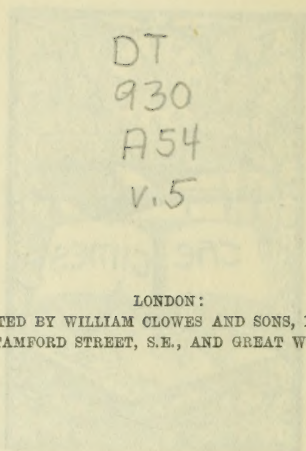 DT
930
A54
v.5
LONDON:
TED BY WILLIAM CLOWES AND SONS,
TAMFORD STREET, S.E., AND GREAT W